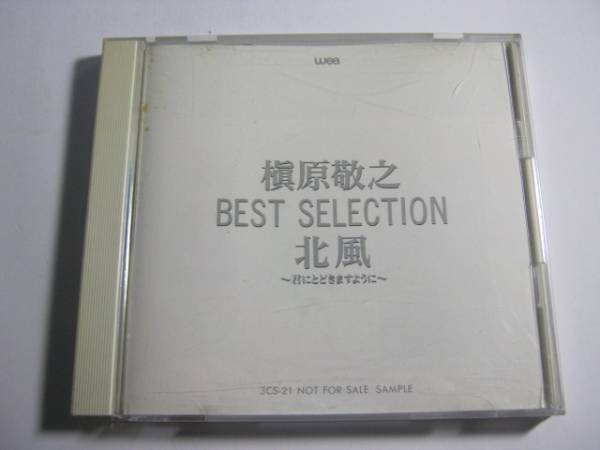 wea
槇原敬之
BEST SELECTION
北風
〜君にとどきますように〜
3CS-21 NOT FOR SALE SAMPLE